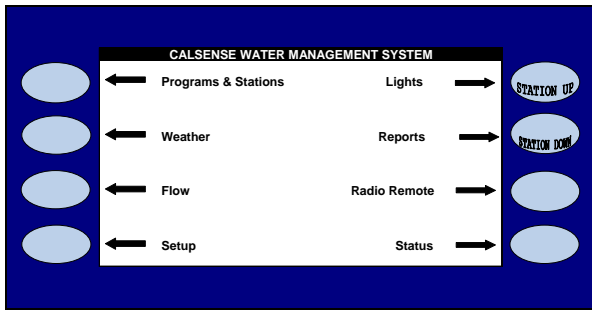 CALSENSE WATER MANAGEMENT SYSTEM
Programs & Stations
Lights
STATION UP
Weather
Reports
STATION DOWN
Flow
Radio Remote
Setup
Status